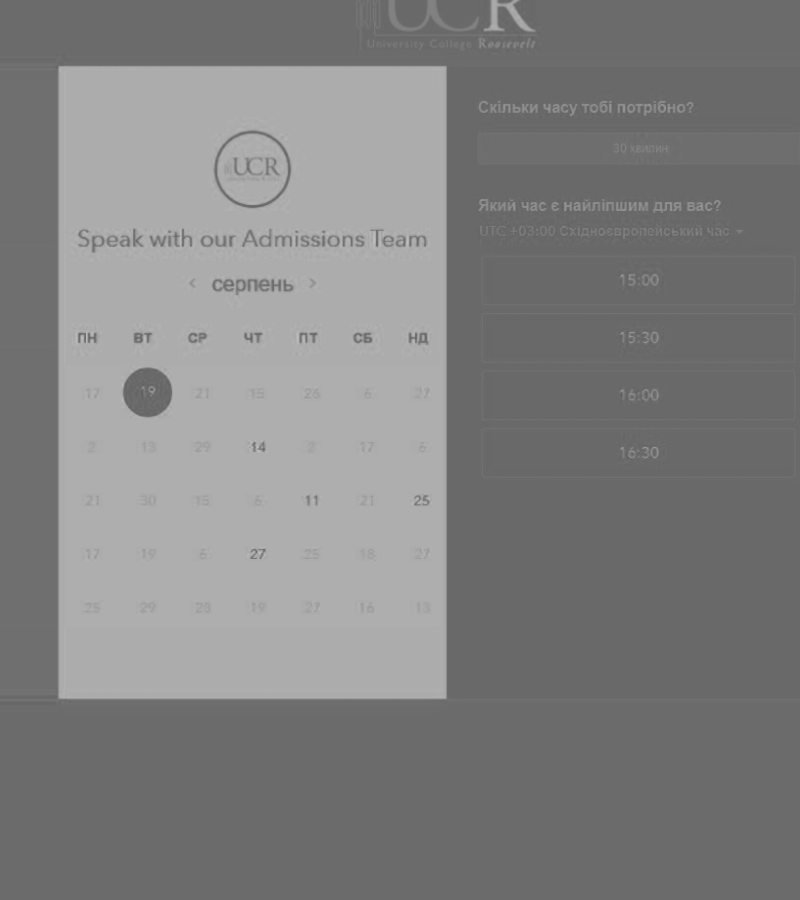 UCR
University College Roosevelt
UCR
Speak with our Admissions Team
< серпень >
ПН ВТ СР ЧТ ПТ СБ НД
17 19 21 15 26 6 27
2 13 29 14 2 17 6
21 30 15 6 11 21 25
17 19 6 27 25 18 27
25 29 28 19 27 16 13
Скільки часу тобі потрібно?
30 хвилин
Який час є найліпшим для вас?
UTC +03:00 Східноєвропейський час
15:00
15:30
16:00
16:30